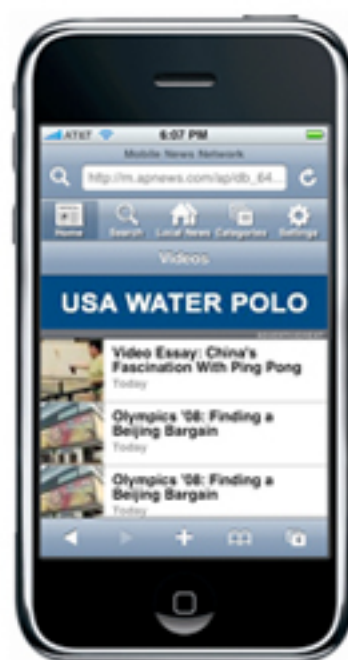 AT&T 6:07 PM
Mobile News Network
http://m.apnews.com/ap/db_64...
Home Search Local News Categories Settings
Videos
USA WATER POLO
ADVERTISEMENT
Video Essay: China's
Fascination With Ping Pong
Today
Olympics '08: Finding a
Beijing Bargain
Today
Olympics '08: Finding a
Beijing Bargain
Today